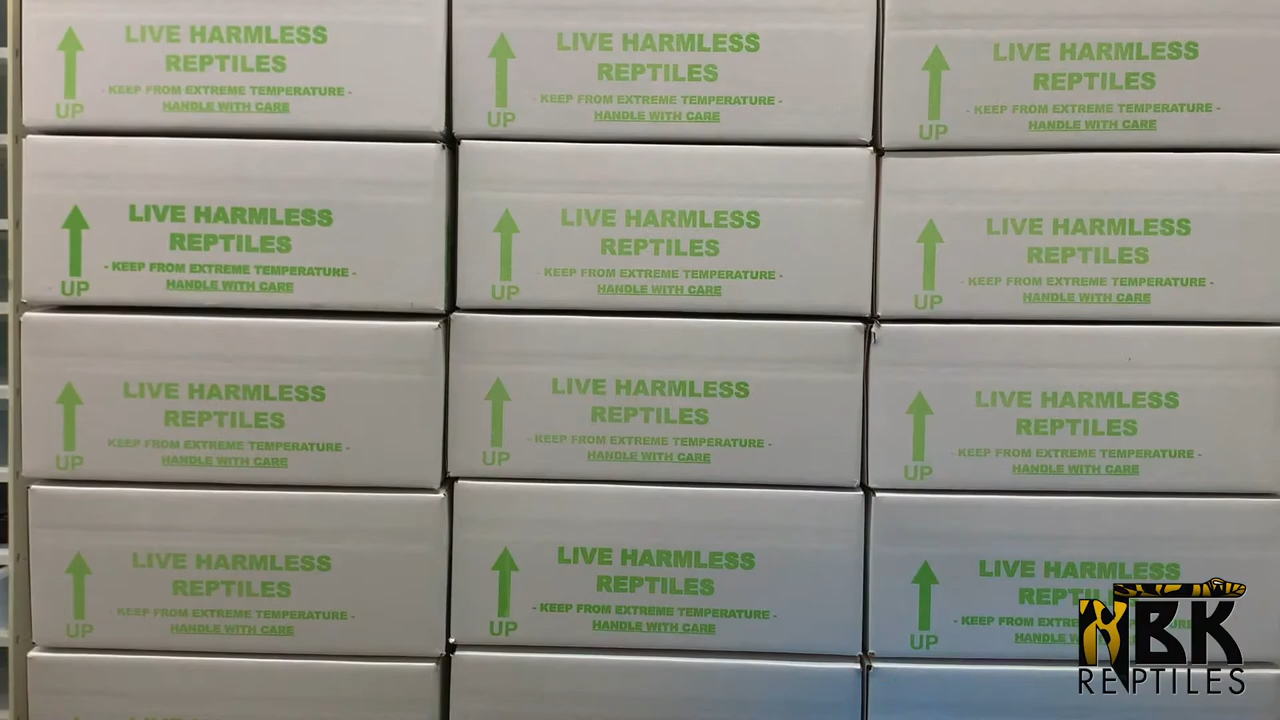 LIVE HARMLESS
REPTILES
- KEEP FROM EXTREME TEMPERATURE -
HANDLE WITH CARE
UP
LIVE HARMLESS
REPTILES
- KEEP FROM EXTREME TEMPERATURE -
HANDLE WITH CARE
UP
LIVE HARMLESS
REPTILES
- KEEP FROM EXTREME TEMPERATURE -
HANDLE WITH CARE
UP
LIVE HARMLESS
REPTILES
- KEEP FROM EXTREME TEMPERATURE -
HANDLE WITH CARE
UP
LIVE HARMLESS
REPTILES
- KEEP FROM EXTREME TEMPERATURE -
HANDLE WITH CARE
UP
LIVE HARMLESS
REPTILES
- KEEP FROM EXTREME TEMPERATURE -
HANDLE WITH CARE
UP
LIVE HARMLESS
REPTILES
KEEP FROM EXTREME TEMPERATURE -
HANDLE WITH CARE
UP
LIVE HARMLESS
REPTILES
- KEEP FROM EXTREME TEMPERATURE -
HANDLE WITH CARE
UP
LIVE HARMLESS
REPTILES
- KEEP FROM EXTREME TEMPERATURE -
HANDLE WITH CARE
UP
LIVE HARMLESS
REPTILES
- KEEP FROM EXTREME TEMPERATURE -
HANDLE WITH CARE
UP
LIVE HARMLESS
REPTILES
- KEEP FROM EXTREME TEMPERATURE -
HANDLE WITH CARE
UP
LIVE HARMLESS
- KEEP FROM
HANDLE
UP
NBK
REPTILES